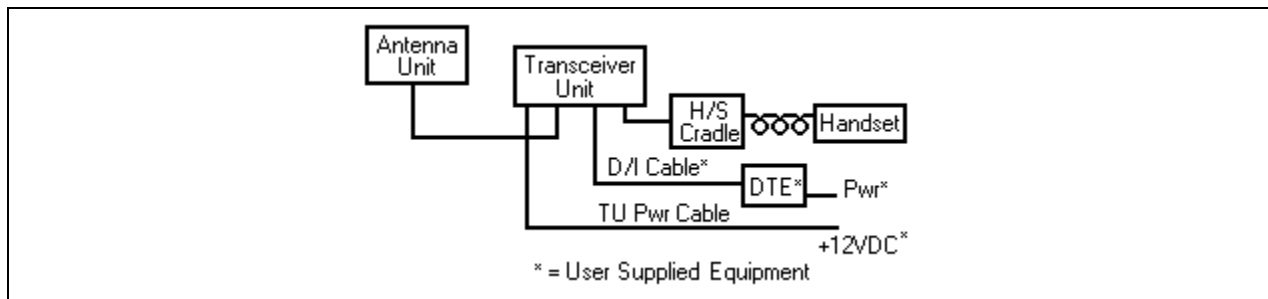 Antenna
Unit
Transceiver
Unit
H/S
Cradle
Handset
D/I Cable*
DTE*
Pwr*
TU Pwr Cable
+12VDC*
* = User Supplied Equipment